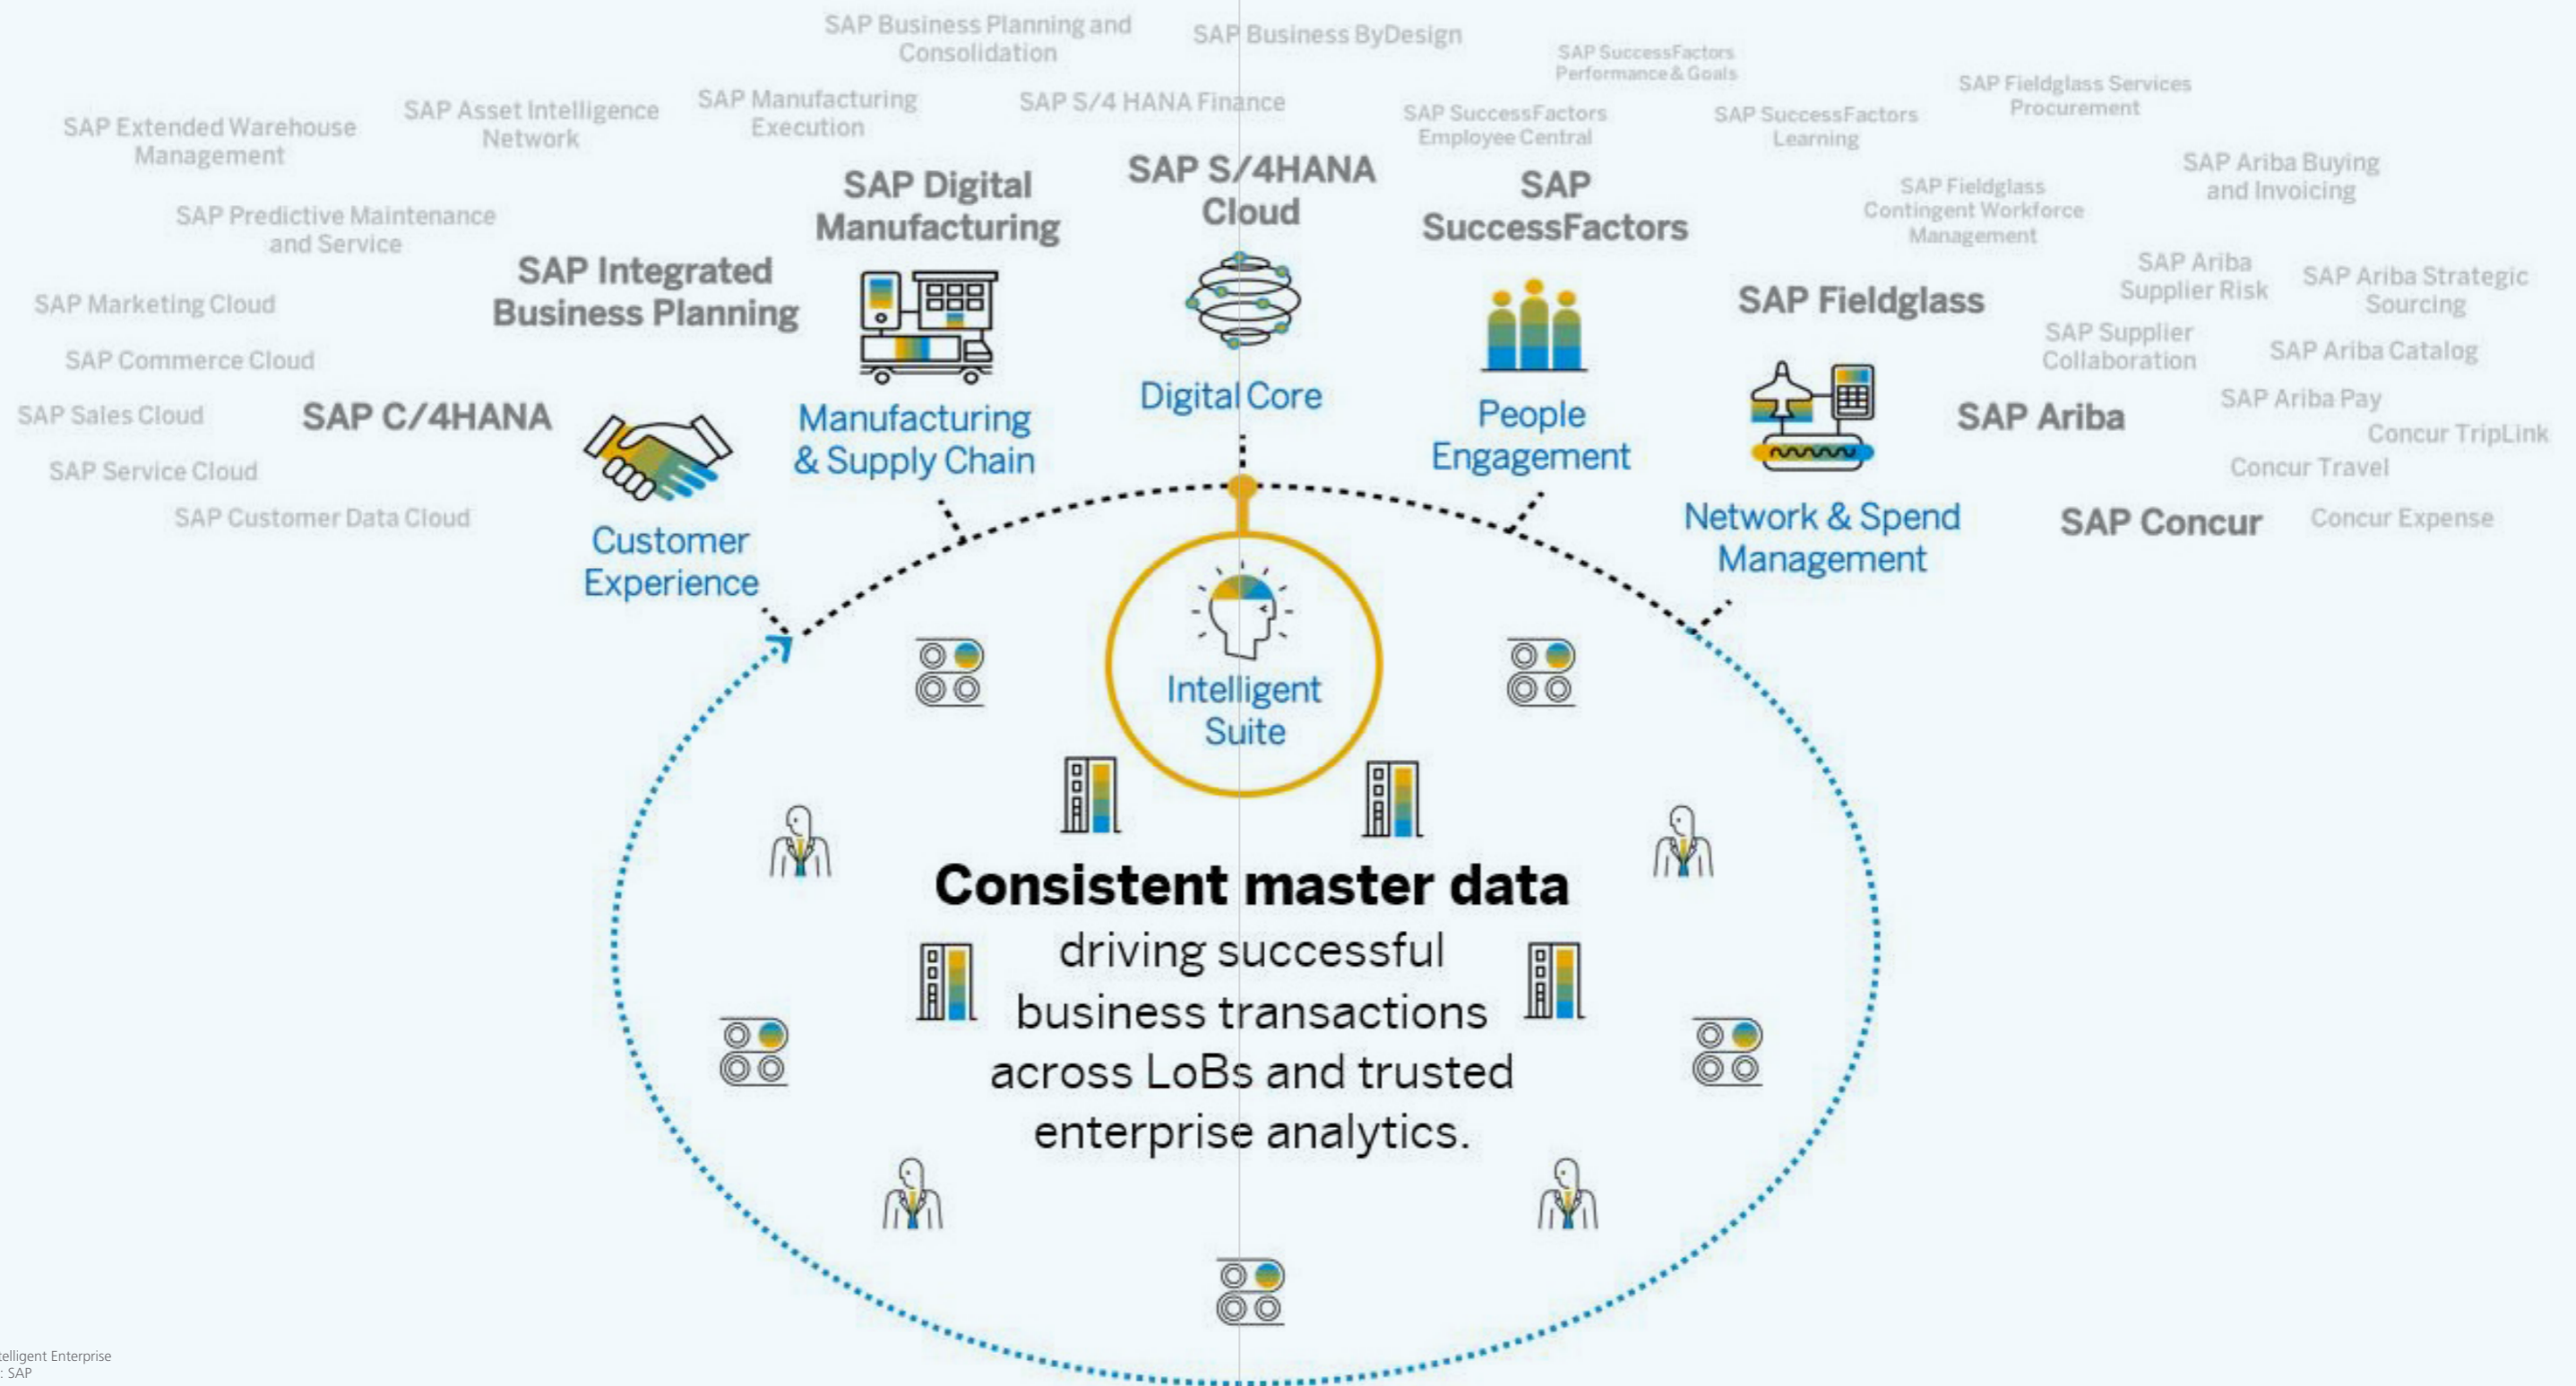 SAP Business Planning and
Consolidation
SAP Business ByDesign
SAP SuccessFactors
Performance & Goals
SAP Fieldglass Services
Procurement
SAP Extended Warehouse
Management
SAP Asset Intelligence
Network
SAP Manufacturing
Execution
SAP S/4 HANA Finance
SAP SuccessFactors
Employee Central
SAP SuccessFactors
Learning
SAP Ariba Buying
and Invoicing
SAP Predictive Maintenance
and Service
SAP Fieldglass
Contingent Workforce
Management
SAP Integrated
Business Planning
SAP Digital
Manufacturing
SAP S/4HANA
Cloud
SAP
SuccessFactors
SAP Fieldglass
SAP Ariba
Supplier Risk
SAP Ariba Strategic
Sourcing
SAP Marketing Cloud
SAP Commerce Cloud
SAP Supplier
Collaboration
SAP Ariba Catalog
SAP Sales Cloud
SAP C/4HANA
SAP Ariba
SAP Ariba Pay
Concur TripLink
SAP Service Cloud
Concur Travel
SAP Customer Data Cloud
SAP Concur
Concur Expense
Customer
Experience
Manufacturing
& Supply Chain
Digital Core
People
Engagement
Network & Spend
Management
Intelligent
Suite
Consistent master data
driving successful
business transactions
across LoBs and trusted
enterprise analytics.
Enterprise
: SAP